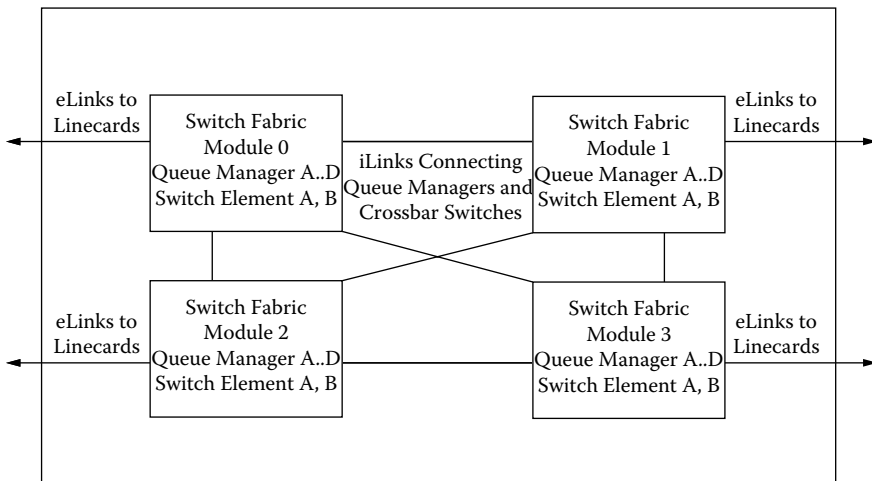 eLinks to
Linecards
Switch Fabric
Module 0
Queue Manager A..D
Switch Element A, B
iLinks Connecting
Queue Managers and
Crossbar Switches
Switch Fabric
Module 1
Queue Manager A..D
Switch Element A, B
eLinks to
Linecards
eLinks to
Linecards
Switch Fabric
Module 2
Queue Manager A..D
Switch Element A, B
Switch Fabric
Module 3
Queue Manager A..D
Switch Element A, B
eLinks to
Linecards